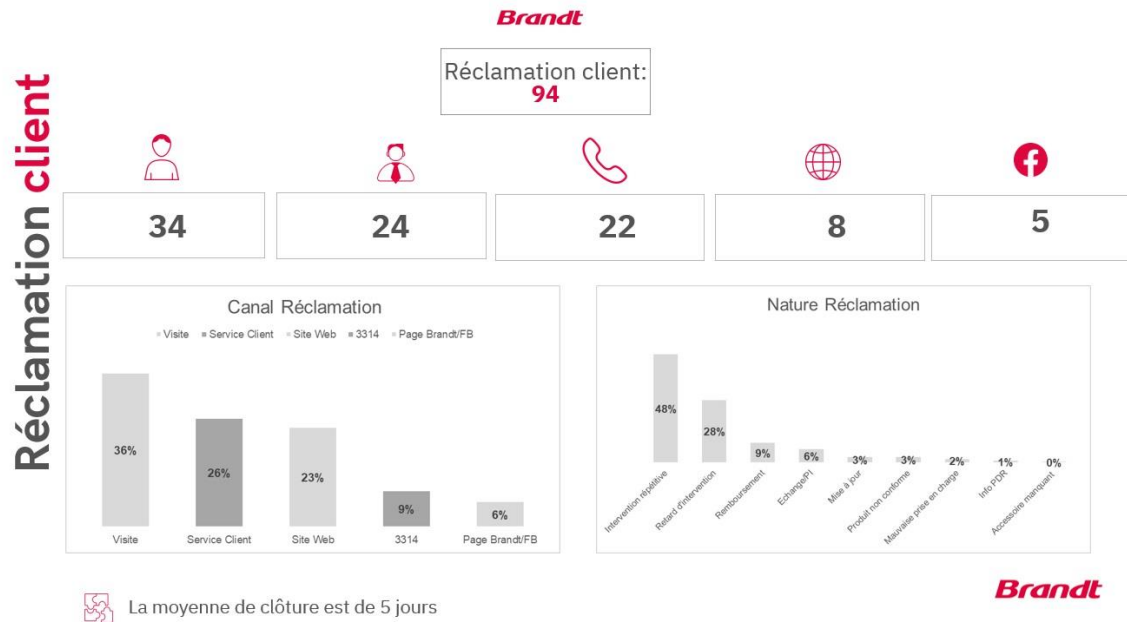 Brandt
Réclamation client
Réclamation client:
94
34
24
22
8
5
Canal Réclamation
Visite Service Client Site Web 3314 Page Brandt/FB
36%
26%
23%
9%
6%
Visite
Service Client
Site Web
3314
Page Brandt/FB
Nature Réclamation
48%
28%
9%
6%
3%
3%
2%
1%
0%
Intervention répétitive
Retard d'intervention
Remboursement
Echange/PI
Mise à jour
Produit non conforme
Mauvaise prise en charge
Info PDR
Accessoire manquant
La moyenne de clôture est de 5 jours
Brandt